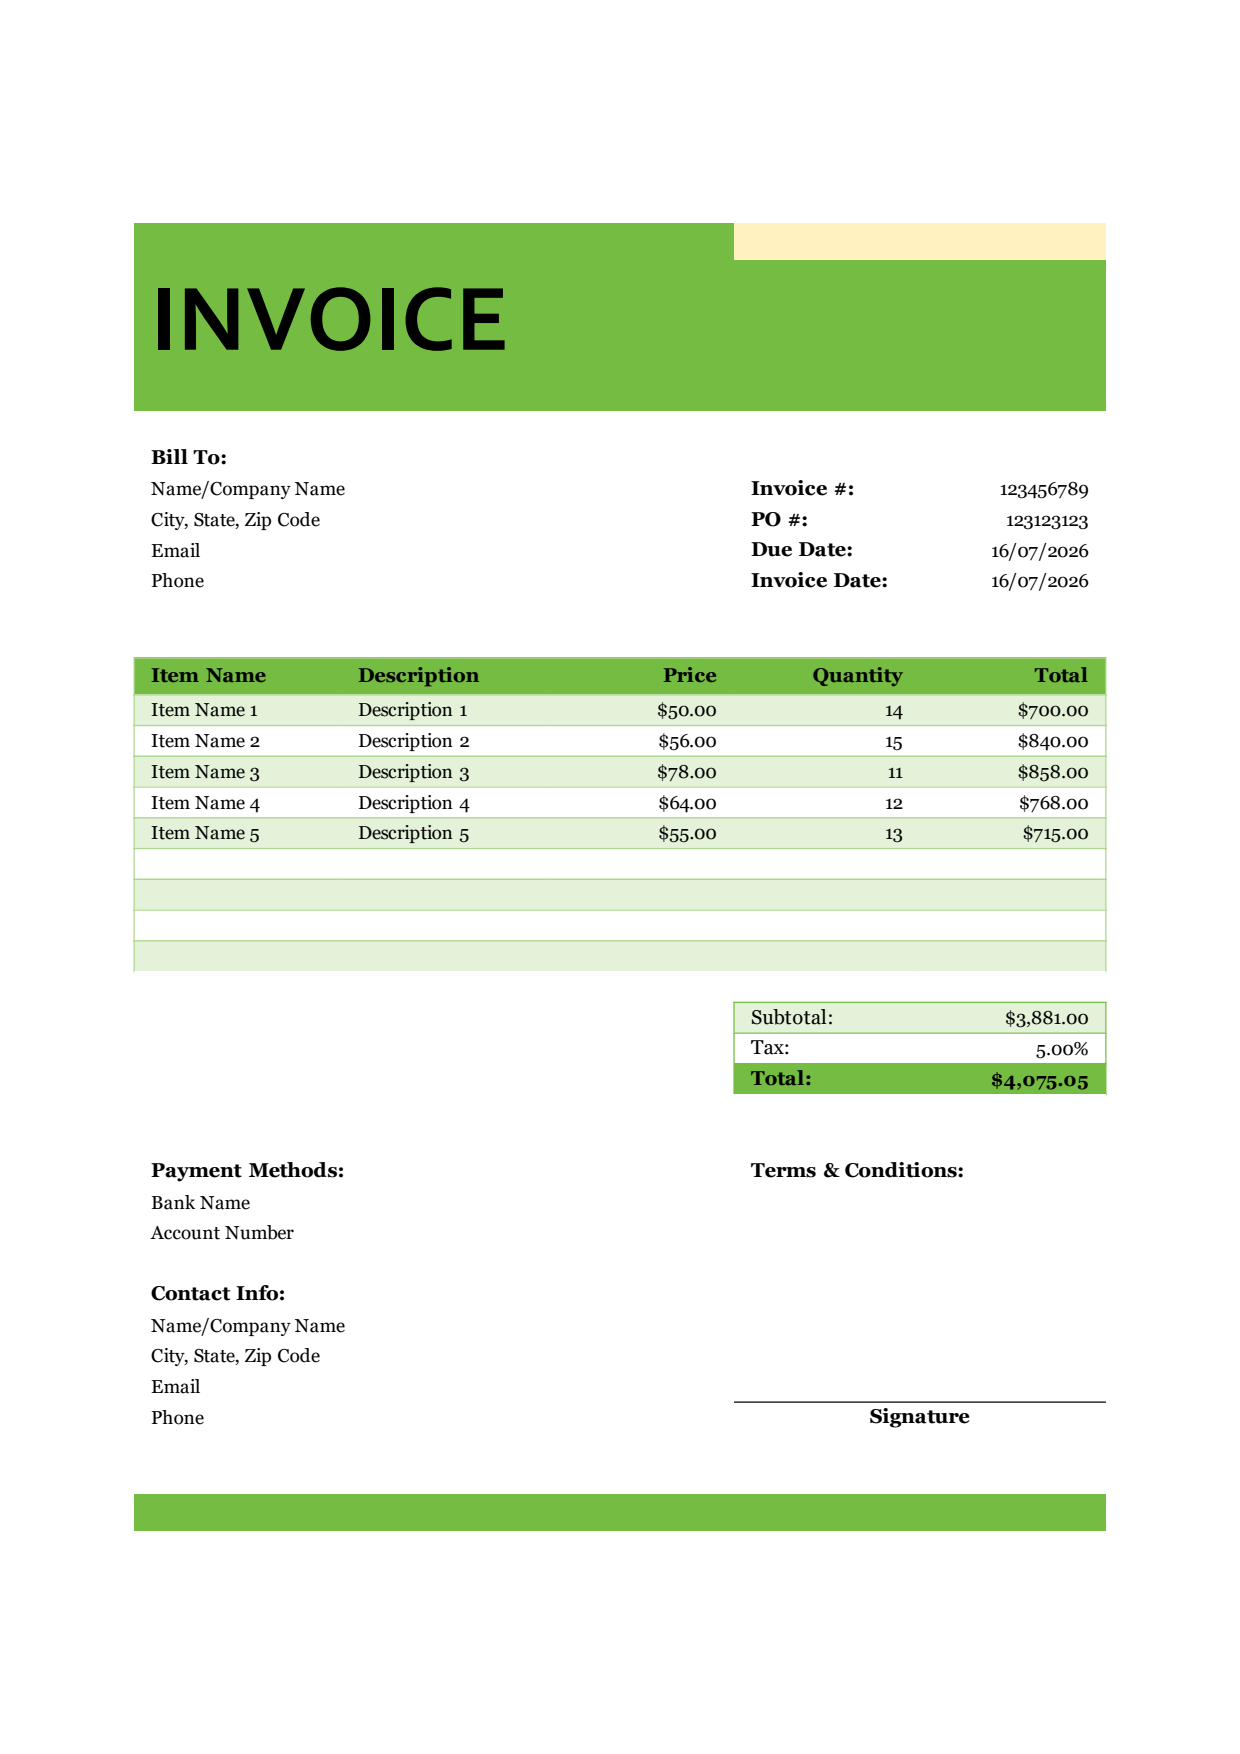 INVOICE
Bill To:
Name/Company Name
Invoice #: 123456789
City, State, Zip Code
PO #: 123123123
Email
Due Date: 16/07/2026
Phone
Invoice Date: 16/07/2026
Item Name Description Price Quantity Total
Item Name 1 Description 1 $50.00 14 $700.00
Item Name 2 Description 2 $56.00 15 $840.00
Item Name 3 Description 3 $78.00 11 $858.00
Item Name 4 Description 4 $64.00 12 $768.00
Item Name 5 Description 5 $55.00 13 $715.00
Subtotal: $3,881.00
Tax: 5.00%
Total: $4,075.05
Payment Methods:
Bank Name
Account Number
Terms & Conditions:
Contact Info:
Name/Company Name
City, State, Zip Code
Email
Phone
Signature